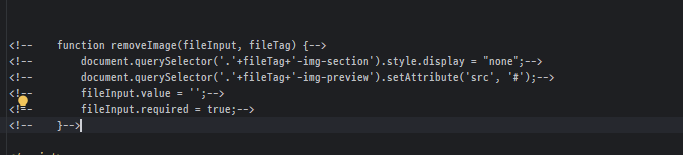 <!--    function removeImage(fileInput, fileTag) {-->
<!--        document.querySelector('.'+fileTag+'-img-section').style.display = "none";-->
<!--        document.querySelector('.'+fileTag+'-img-preview').setAttribute('src', '#');-->
<!--        fileInput.value = '';-->
<!--        fileInput.required = true;-->
<!--    }-->